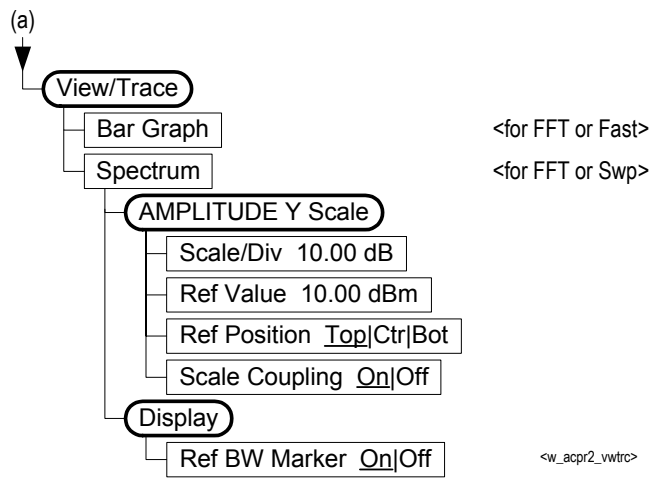 (a)
View/Trace
Bar Graph <for FFT or Fast>
Spectrum <for FFT or Swp>
AMPLITUDE Y Scale
Scale/Div 10.00 dB
Ref Value 10.00 dBm
Ref Position Top|Ctr|Bot
Scale Coupling On|Off
Display
Ref BW Marker On|Off <w_acpr2_vwtrc>